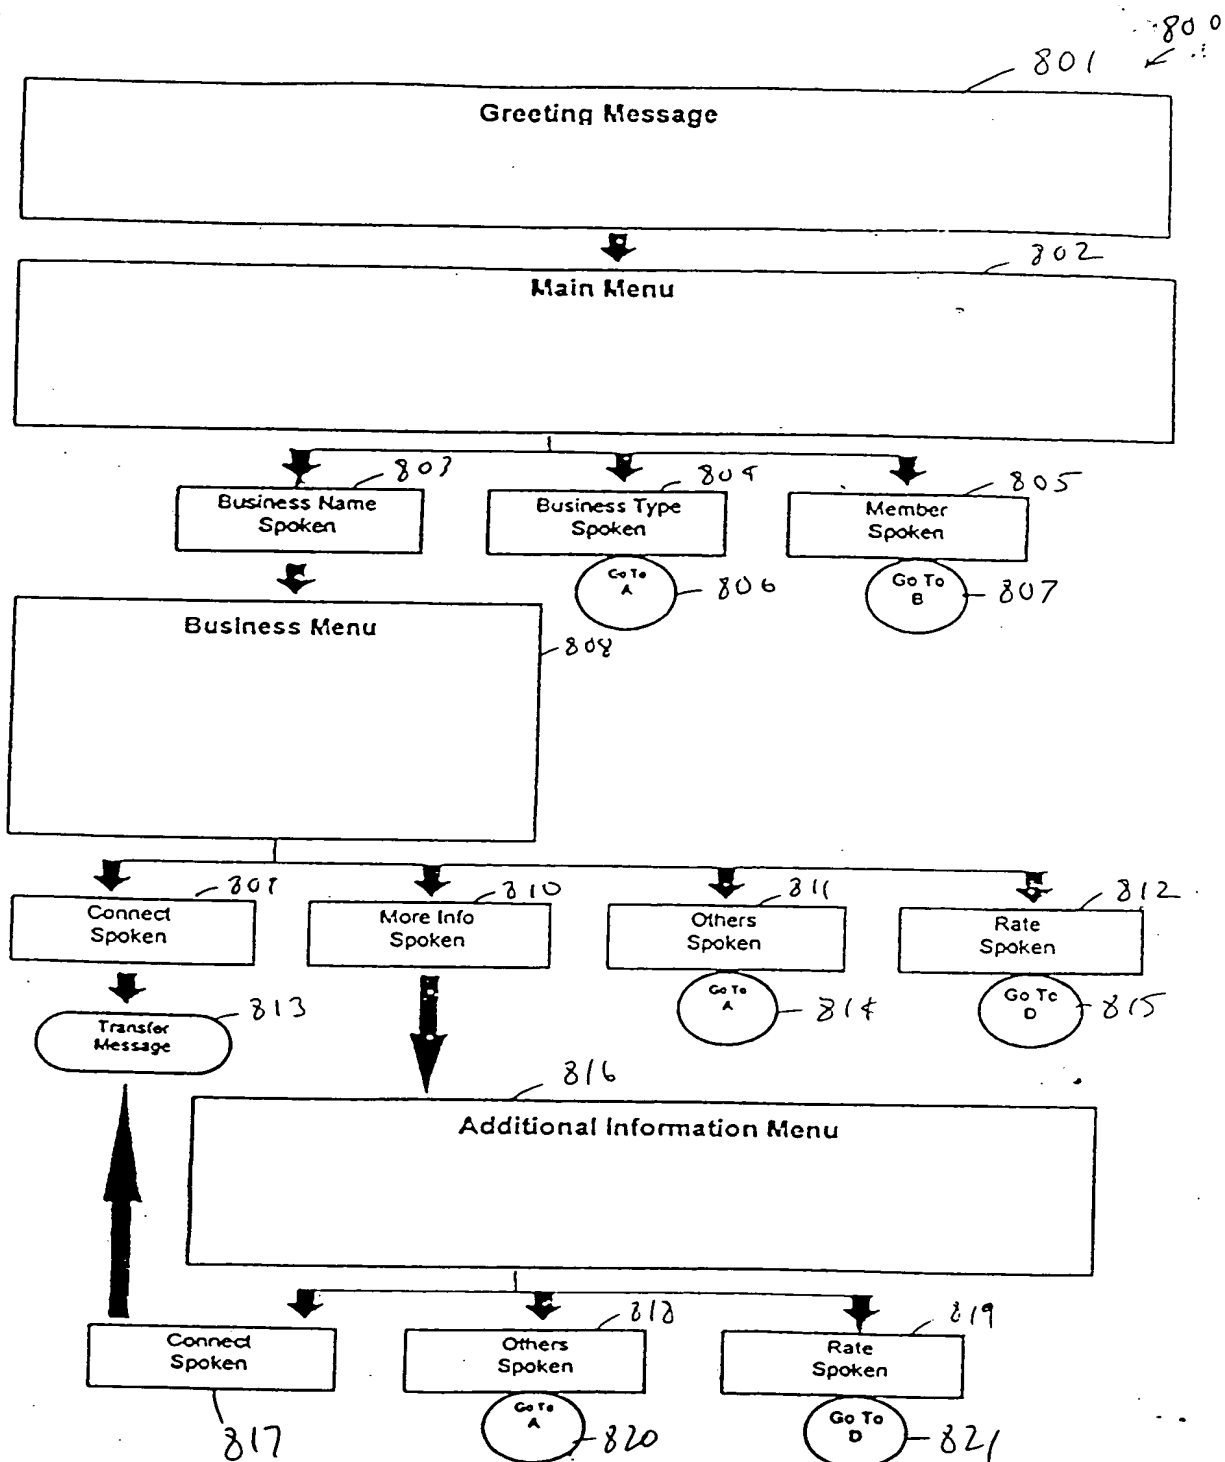 800
801
Greeting Message
802
Main Menu
803
804
805
Business Name
Spoken
Business Type
Spoken
Member
Spoken
Go To
A
806
Go To
B
807
Business Menu
808
809
810
811
812
Connect
Spoken
More Info
Spoken
Others
Spoken
Rate
Spoken
Transfer
Message
813
Go To
A
814
Go To
D
815
816
Additional Information Menu
818
819
Connect
Spoken
Others
Spoken
Rate
Spoken
817
Go To
A
820
Go To
D
821